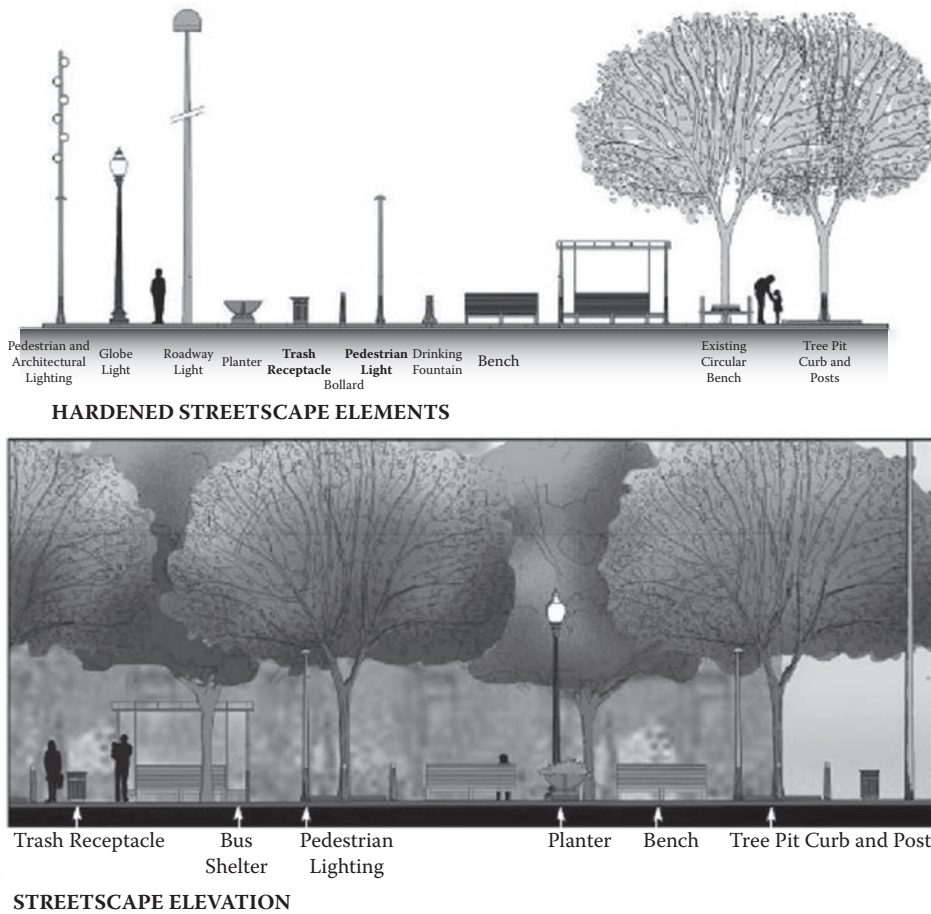 Pedestrian and
Architectural
Lighting
Globe
Light
Roadway
Light
Planter
Trash
Receptacle
Bollard
Pedestrian
Light
Drinking
Fountain
Bench
Existing
Circular
Bench
Tree Pit
Curb and
Posts
HARDENED STREETSCAPE ELEMENTS
Trash Receptacle
Bus
Shelter
Pedestrian
Lighting
Planter
Bench
Tree Pit Curb and Post
STREETSCAPE ELEVATION